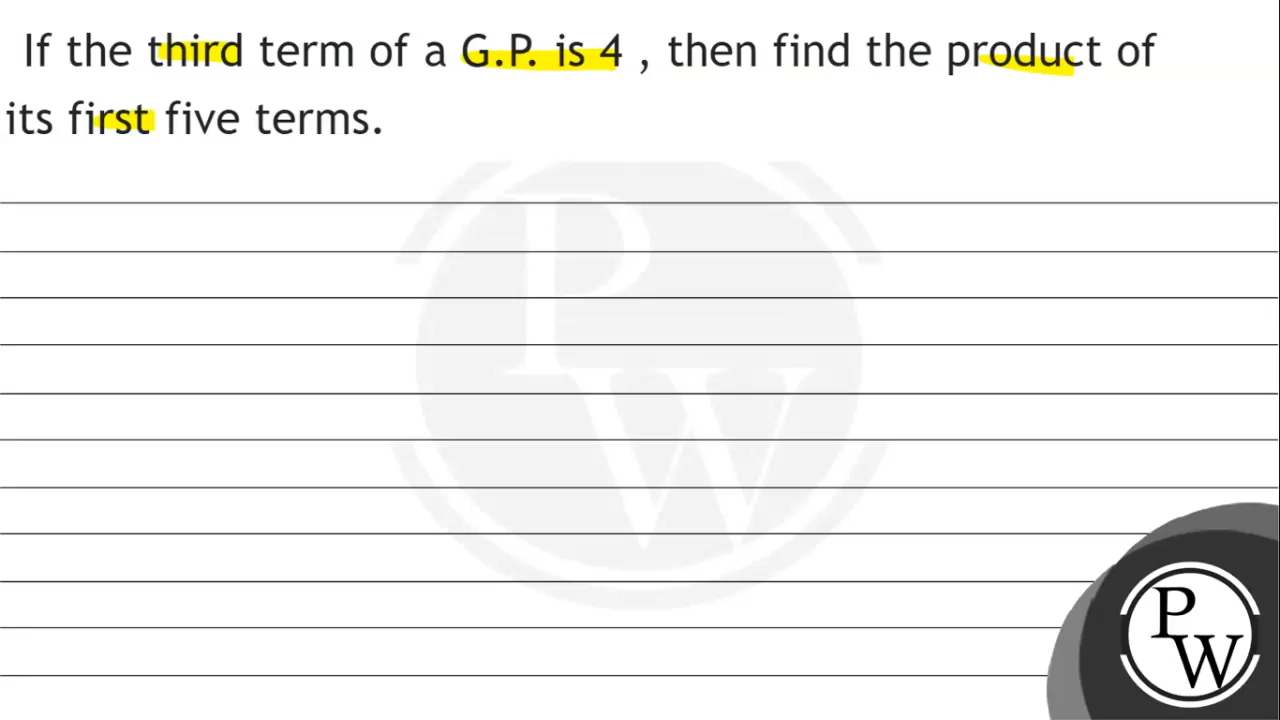 If the third term of a G.P. is 4 , then find the product of
its first five terms.
P
W
P
W